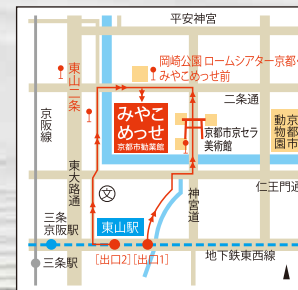 平安神宮
岡崎公園 ロームシアター京都・
みやこめっせ前
東山二条
二条通
京阪線
みやこ
めっせ
京都市勧業館
京都市京セラ
美術館
京都市
動物園
東大路通
文
神宮道
仁王門通
三条
京阪駅
東山駅
三条駅
[出口2]
[出口1]
地下鉄東西線